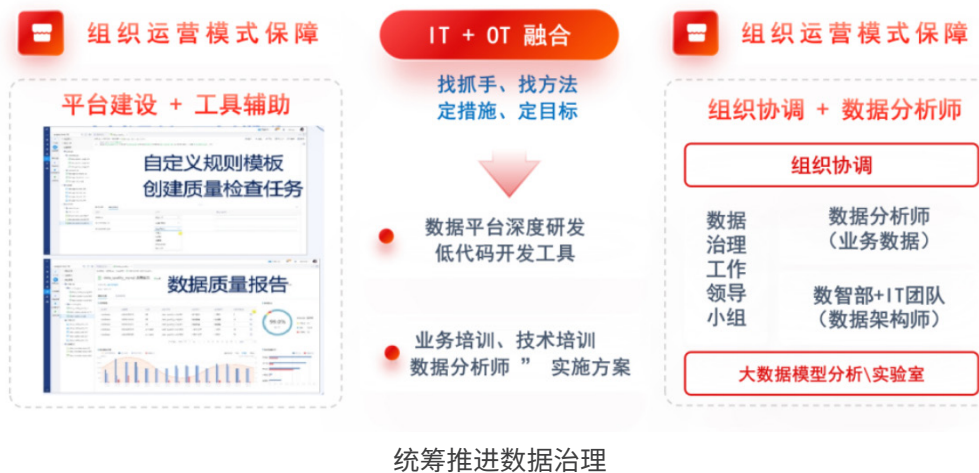 组织运营模式保障
平台建设 + 工具辅助
自定义规则模板
创建质量检查任务
数据质量报告
IT + OT 融合
找抓手、找方法
定措施、定目标
数据平台深度研发
低代码开发工具
业务培训、技术培训
数据分析师 ” 实施方案
组织运营模式保障
组织协调 + 数据分析师
组织协调
数据
治理
工作
领导
小组
数据分析师
（业务数据）
数智部+IT团队
（数据架构师）
大数据模型分析\实验室
统筹推进数据治理